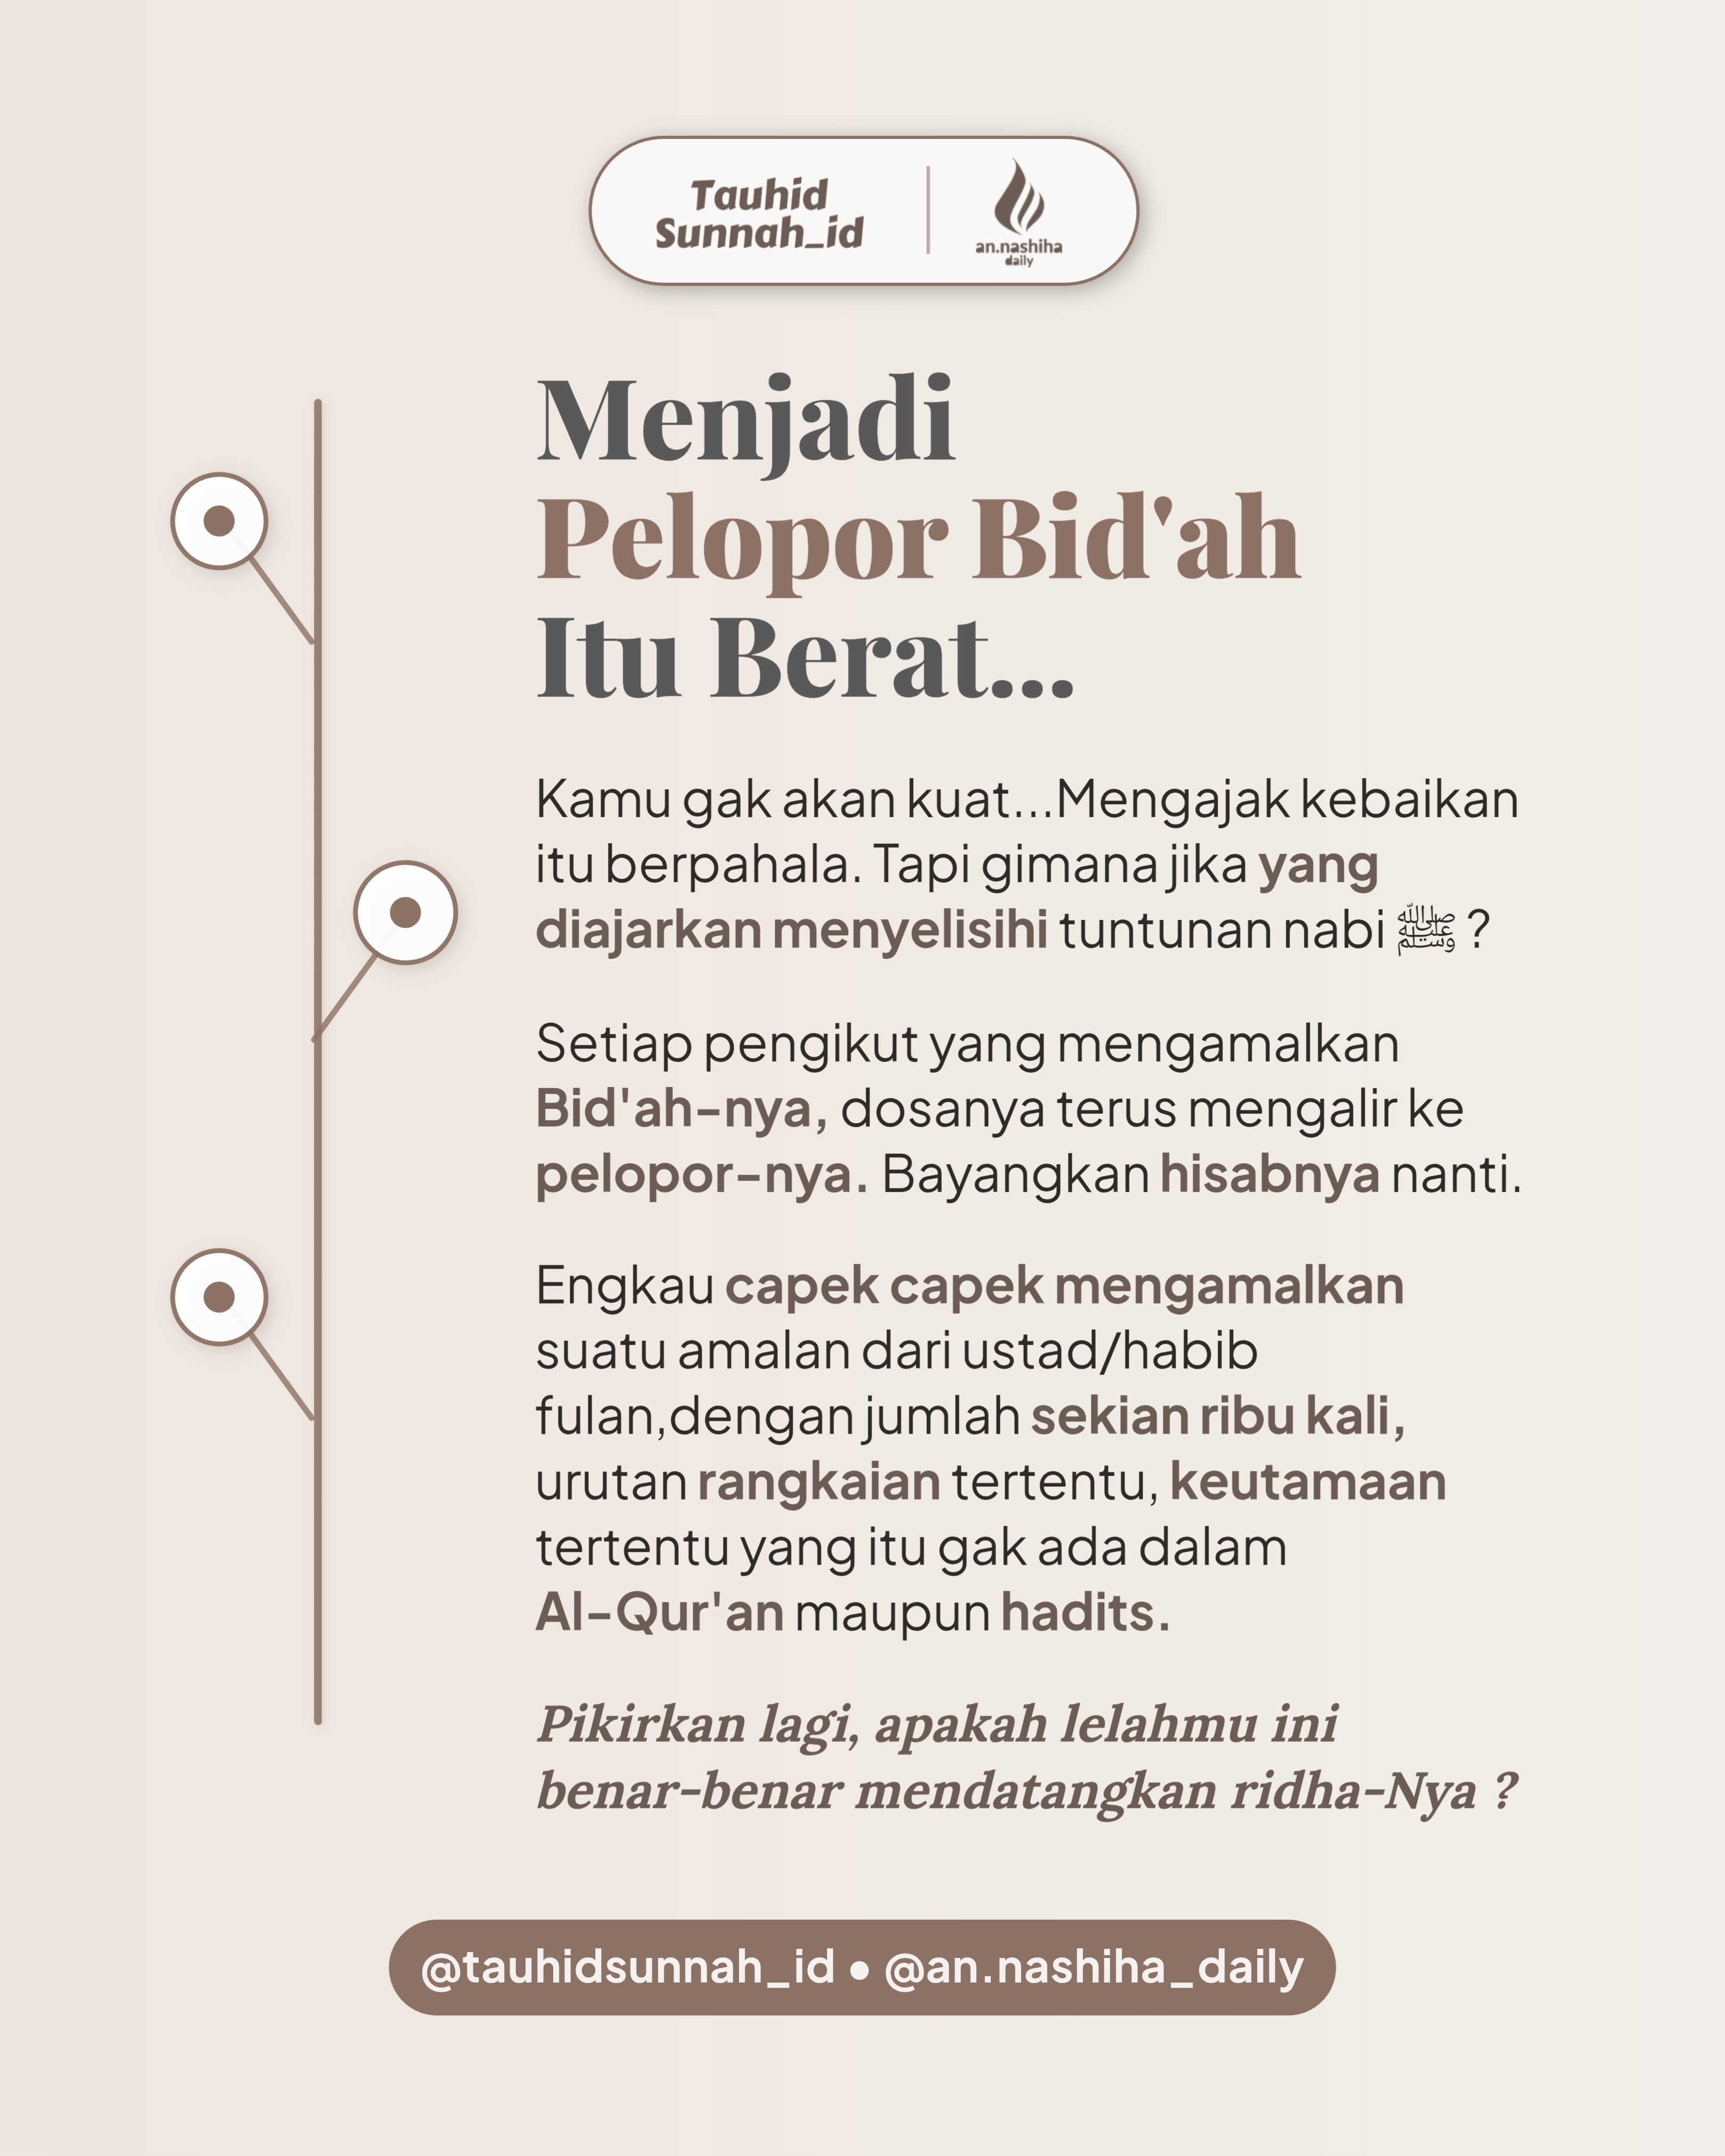 Tauhid
Sunnah_id
an.nashiha
daily
Menjadi
Pelopor Bid'ah
Itu Berat...
Kamu gak akan kuat...Mengajak kebaikan
itu berpahala. Tapi gimana jika yang
diajarkan menyelisihi tuntunan nabi ﷺ ?
Setiap pengikut yang mengamalkan
Bid'ah-nya, dosanya terus mengalir ke
pelopor-nya. Bayangkan hisabnya nanti.
Engkau capek capek mengamalkan
suatu amalan dari ustad/habib
fulan,dengan jumlah sekian ribu kali,
urutan rangkaian tertentu, keutamaan
tertentu yang itu gak ada dalam
Al-Qur'an maupun hadits.
Pikirkan lagi, apakah lelahmu ini
benar-benar mendatangkan ridha-Nya ?
@tauhidsunnah_id • @an.nashiha_daily